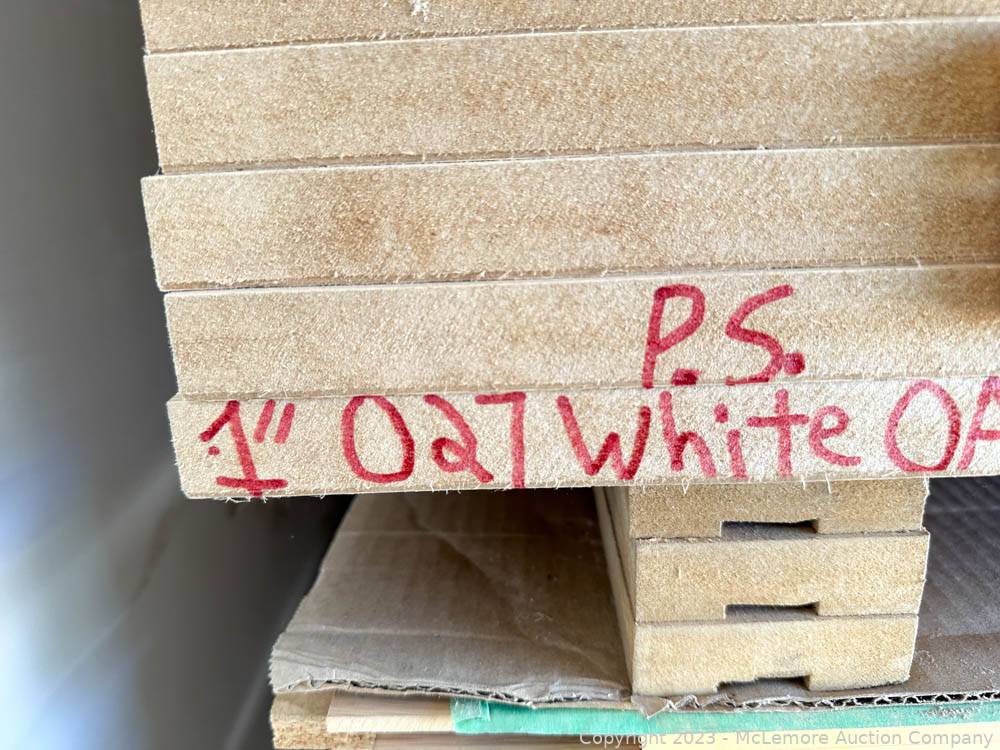 P.S.
1" 027 White OA
Copyright 2023 - McLemore Auction Company